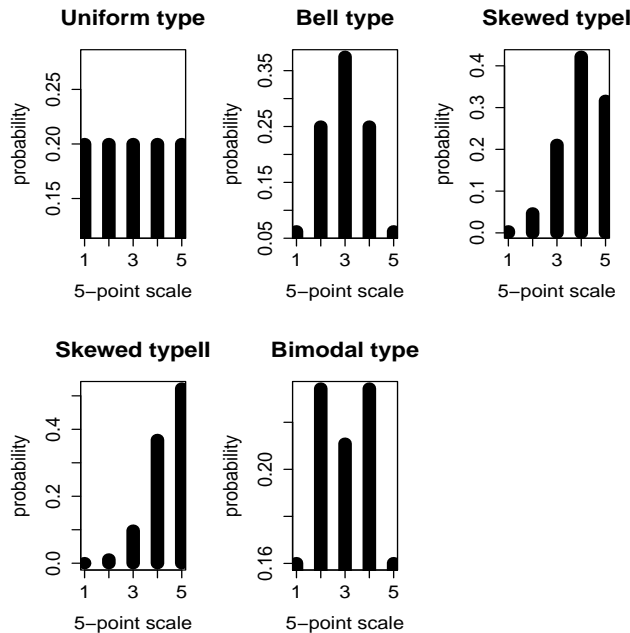 Uniform type
probability
0.15 0.20 0.25
1 3 5
5−point scale
Bell type
probability
0.05 0.15 0.25 0.35
1 3 5
5−point scale
Skewed typeI
probability
0.0 0.1 0.2 0.3 0.4
1 3 5
5−point scale
Skewed typeII
probability
0.0 0.2 0.4
1 3 5
5−point scale
Bimodal type
probability
0.16 0.20
1 3 5
5−point scale